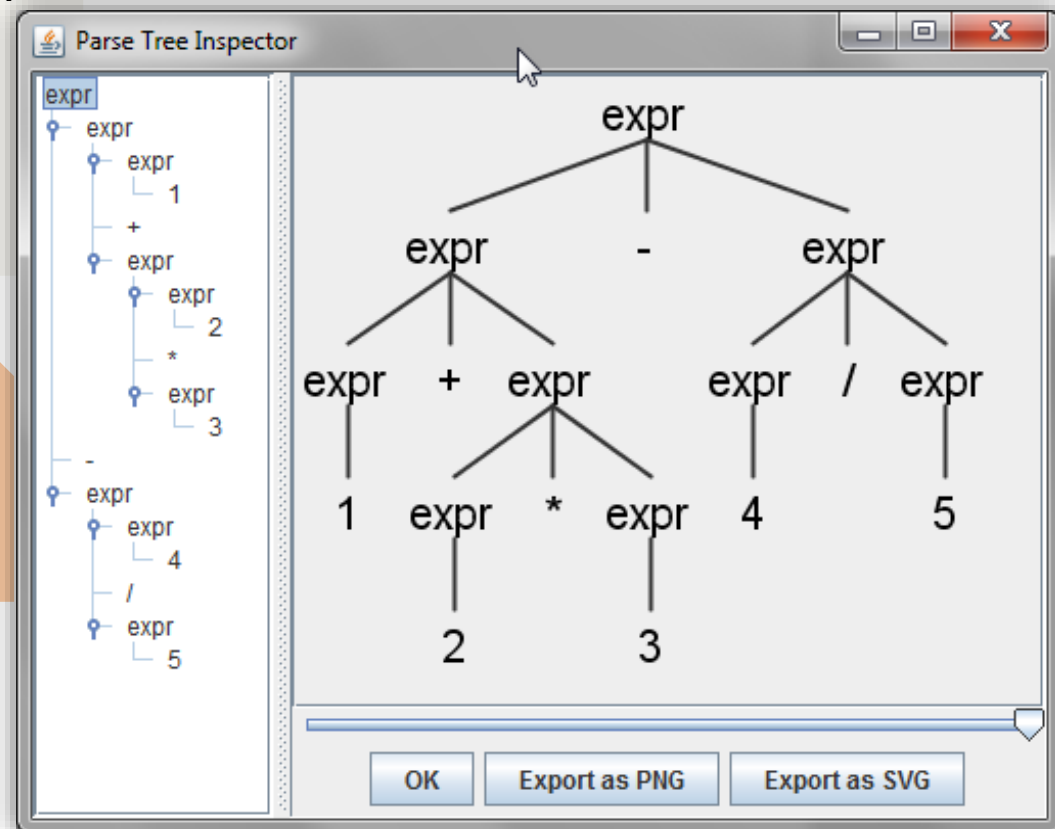 Parse Tree Inspector
expr
expr
expr
1
+
expr
expr
2
*
expr
3
-
expr
expr
4
/
expr
5
expr
expr - expr
expr + expr expr / expr
1 expr * expr 4 5
2 3
OK Export as PNG Export as SVG